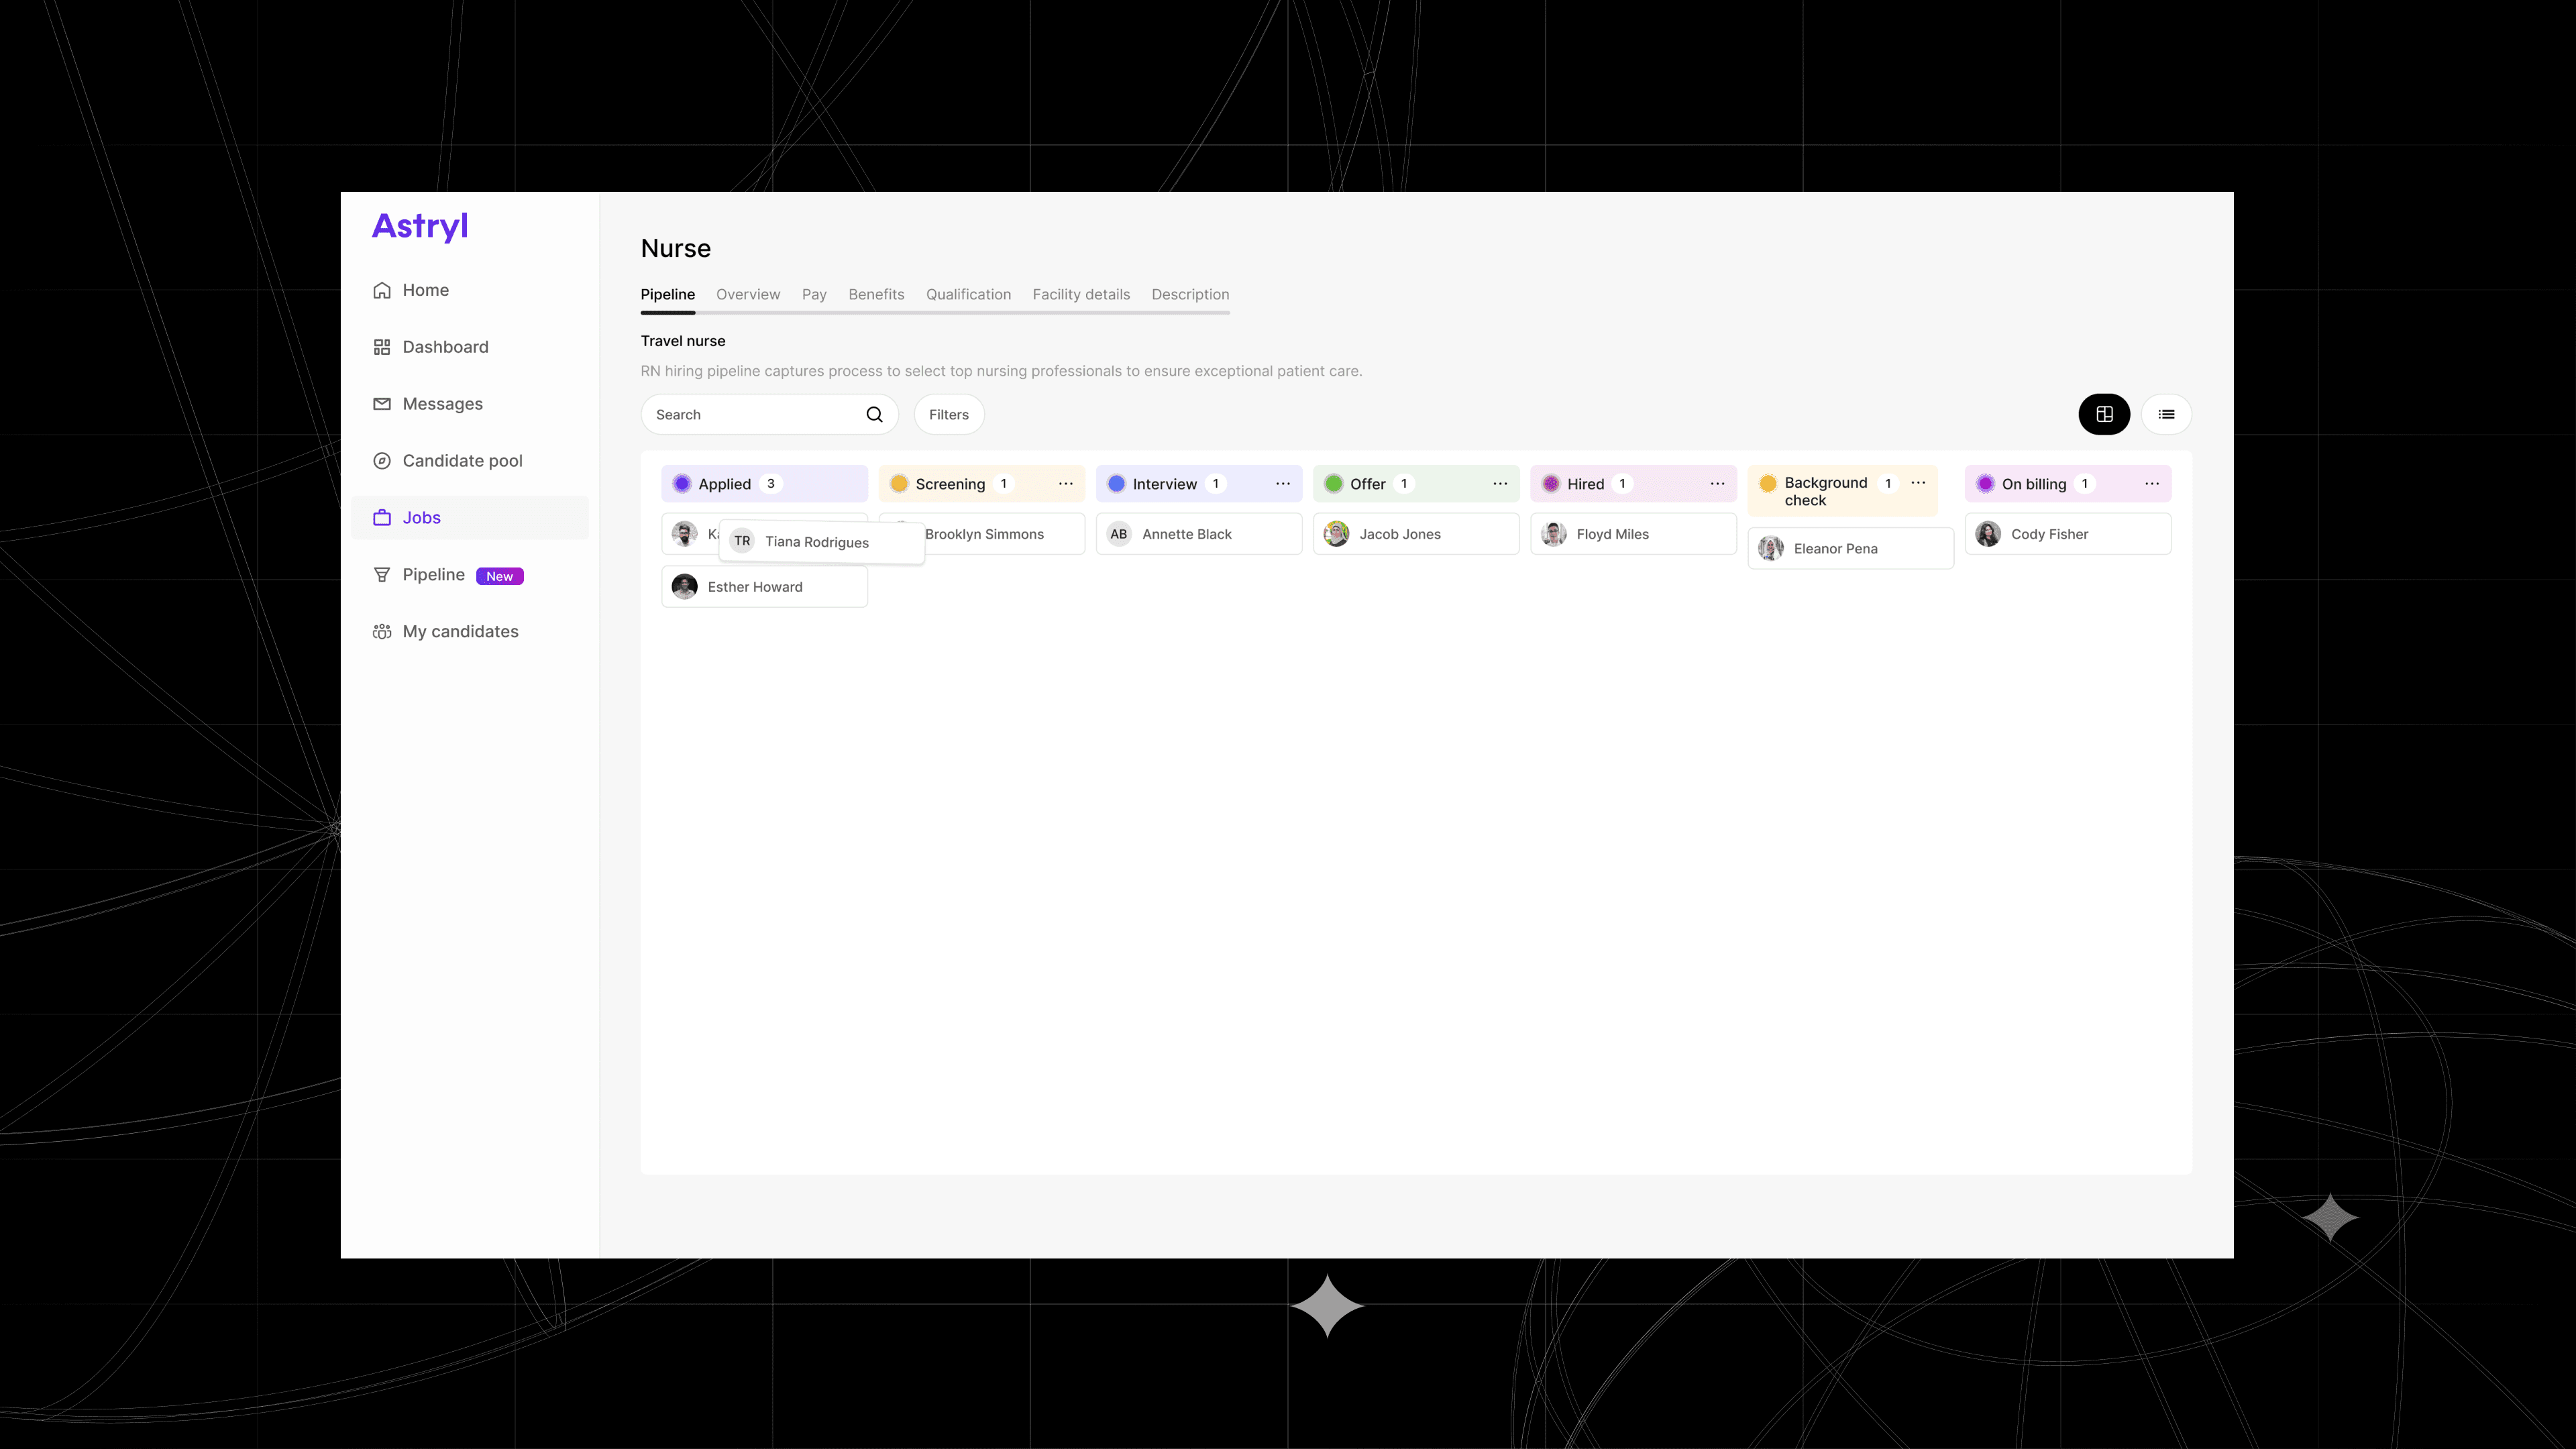 Astryl
Home
Dashboard
Messages
Candidate pool
Jobs
Pipeline New
My candidates
Nurse
Pipeline Overview Pay Benefits Qualification Facility details Description
Travel nurse
RN hiring pipeline captures process to select top nursing professionals to ensure exceptional patient care.
Search Filters
Applied 3
Esther Howard
TR Tiana Rodrigues
Screening 1 ...
Brooklyn Simmons
Interview 1 ...
AB Annette Black
Offer 1 ...
Jacob Jones
Hired 1 ...
Floyd Miles
Background
check 1 ...
Eleanor Pena
On billing 1 ...
Cody Fisher